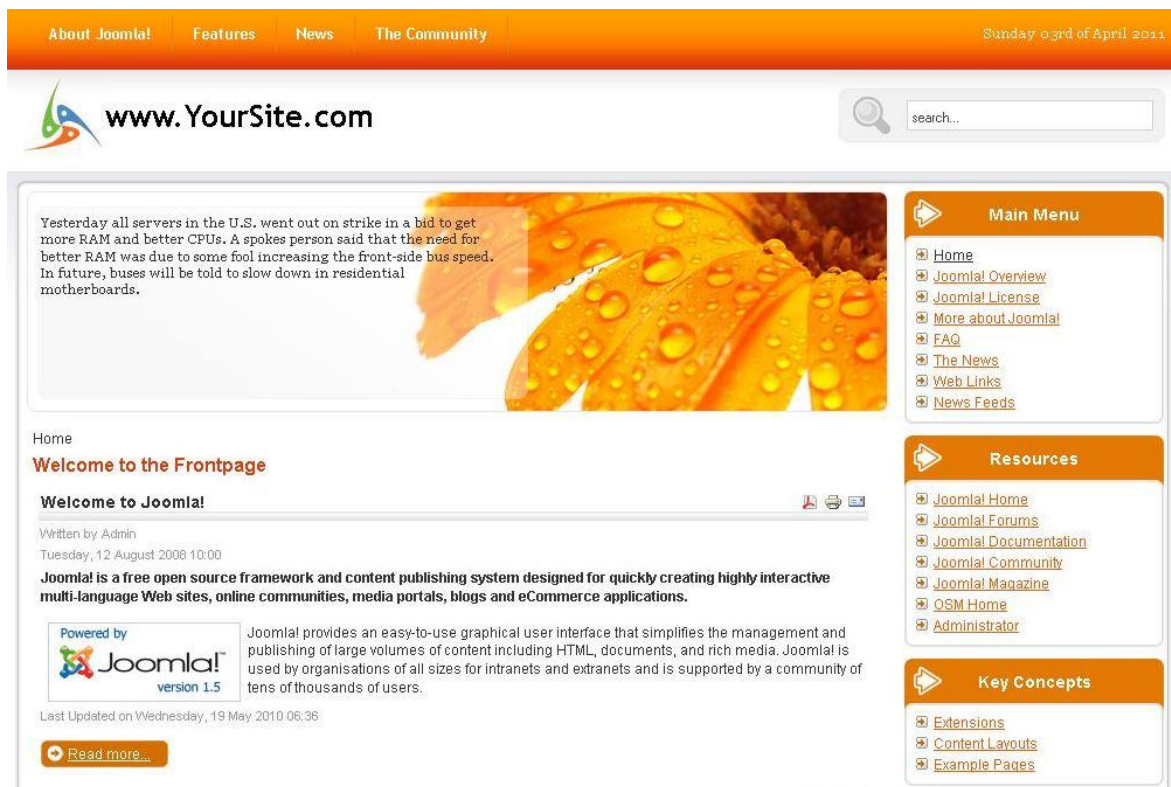 About Joomla! Features News The Community
Sunday 03rd of April 2011
www.YourSite.com
search...
Yesterday all servers in the U.S. went out on strike in a bid to get
more RAM and better CPUs. A spokes person said that the need for
better RAM was due to some fool increasing the front-side bus speed.
In future, buses will be told to slow down in residential
motherboards.
Home
Welcome to the Frontpage
Welcome to Joomla!
Written by Admin
Tuesday, 12 August 2008 10:00
Joomla! is a free open source framework and content publishing system designed for quickly creating highly interactive
multi-language Web sites, online communities, media portals, blogs and eCommerce applications.
Powered by
Joomla!™
version 1.5
Joomla! provides an easy-to-use graphical user interface that simplifies the management and
publishing of large volumes of content including HTML, documents, and rich media. Joomla! is
used by organisations of all sizes for intranets and extranets and is supported by a community of
tens of thousands of users.
Last Updated on Wednesday, 19 May 2010 06:36
Read more...
Main Menu
Home
Joomla! Overview
Joomla! License
More about Joomla!
FAQ
The News
Web Links
News Feeds
Resources
Joomla! Home
Joomla! Forums
Joomla! Documentation
Joomla! Community
Joomla! Magazine
OSM Home
Administrator
Key Concepts
Extensions
Content Layouts
Example Pages